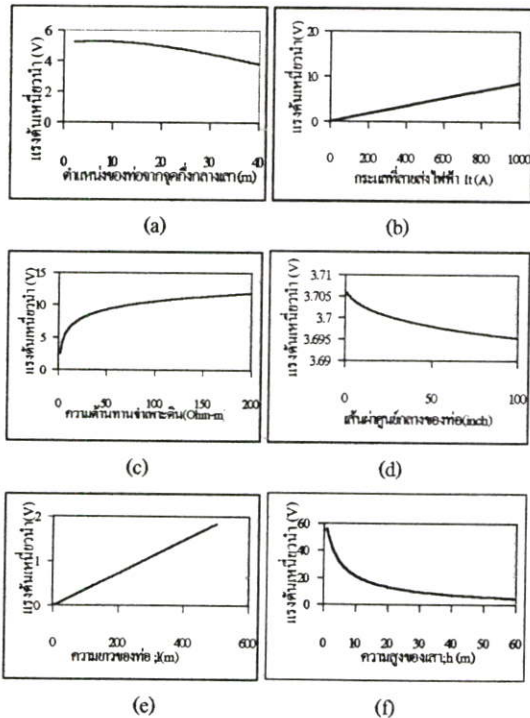 แรงดันเหนี่ยวนำ (V)
6
4
2
0
0 10 20 30 40
ตำแหน่งของท่อจากจุดกึ่งกลางเสา(m)
(a)
แรงดันเหนี่ยวนำ(V)
20
10
0
0 200 400 600 800 1000
กระแสที่สายส่งไฟฟ้า It (A)
(b)
แรงดันเหนี่ยวนำ (V)
15
10
5
0
0 50 100 150 200
ความต้านทานจำเพาะดิน(Ohm-m
(c)
แรงดันเหนี่ยวนำ (V)
3.71
3.705
3.7
3.695
3.69
0 50 100
เส้นผ่าศูนย์กลางของท่อ(inch)
(d)
แรงดันเหนี่ยวนำ(V)
2
1
0
0 200 400 600
ความยาวของท่อ ;l(m)
(e)
แรงดันเหนี่ยวนำ (V)
60
40
20
0
0 10 20 30 40 50 60
ความสูงของเสา;h (m)
(f)